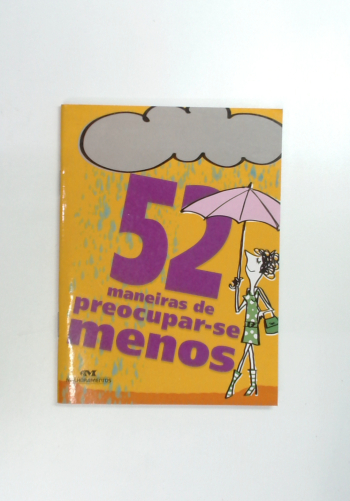 52
maneiras de
preocupar-se
menos